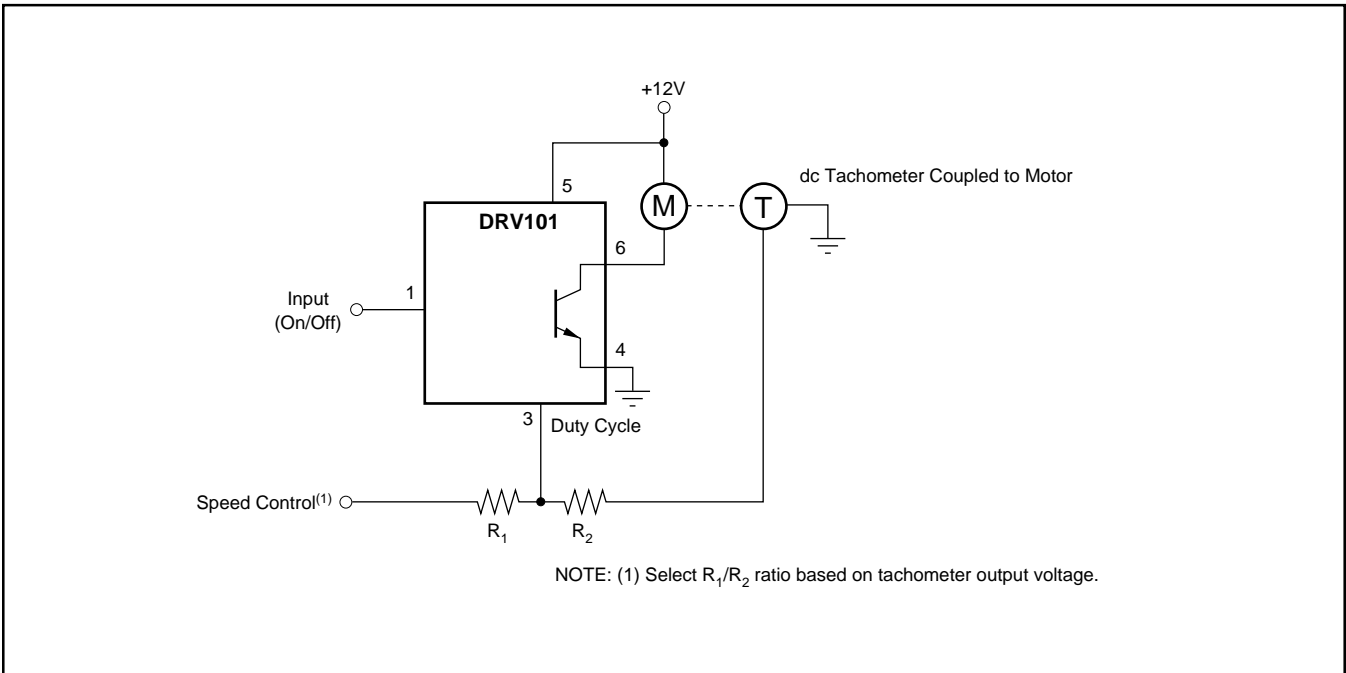 +12V
dc Tachometer Coupled to Motor
5
M
T
DRV101
6
1
Input
(On/Off)
4
3
Duty Cycle
Speed Control(1)
R1
R2
NOTE: (1) Select R1/R2 ratio based on tachometer output voltage.